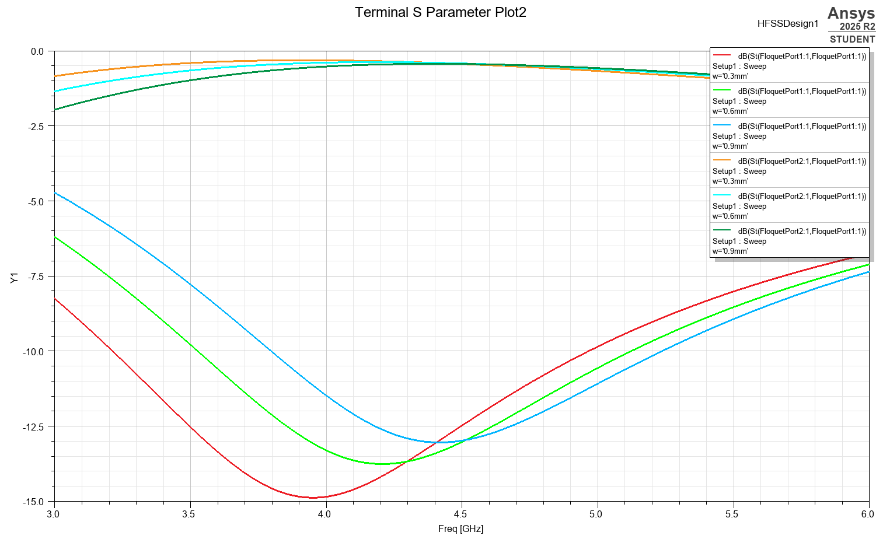 Terminal S Parameter Plot2
HFSSDesign1
Ansys
2025 R2
STUDENT
dB(St(FloquetPort1:1,FloquetPort1:1))
Setup1 : Sweep
w='0.3mm'
dB(St(FloquetPort1:1,FloquetPort1:1))
Setup1 : Sweep
w='0.6mm'
dB(St(FloquetPort1:1,FloquetPort1:1))
Setup1 : Sweep
w='0.9mm'
dB(St(FloquetPort2:1,FloquetPort1:1))
Setup1 : Sweep
w='0.3mm'
dB(St(FloquetPort2:1,FloquetPort1:1))
Setup1 : Sweep
w='0.6mm'
dB(St(FloquetPort2:1,FloquetPort1:1))
Setup1 : Sweep
w='0.9mm'
0.0
-2.5
-5.0
-7.5
-10.0
-12.5
-15.0
Y1
3.0 3.5 4.0 4.5 5.0 5.5 6.0
Freq [GHz]